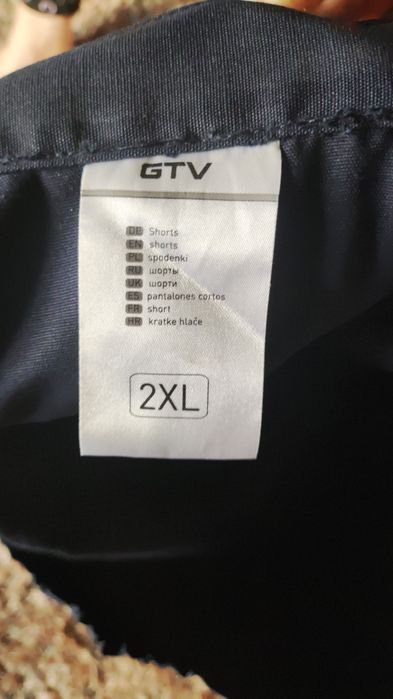 GTV
DE Shorts
EN shorts
PL spodenki
RU шорты
UK шорти
ES pantalones cortos
FR short
HR kratke hlače
2XL